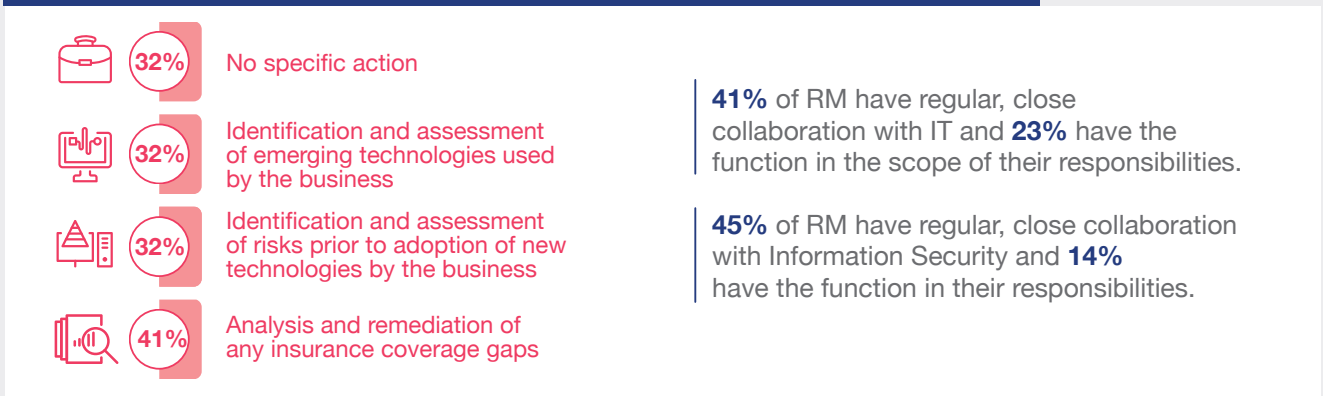 32%
No specific action
32%
Identification and assessment
of emerging technologies used
by the business
32%
Identification and assessment
of risks prior to adoption of new
technologies by the business
41%
Analysis and remediation of
any insurance coverage gaps
41% of RM have regular, close
collaboration with IT and 23% have the
function in the scope of their responsibilities.
45% of RM have regular, close collaboration
with Information Security and 14%
have the function in their responsibilities.